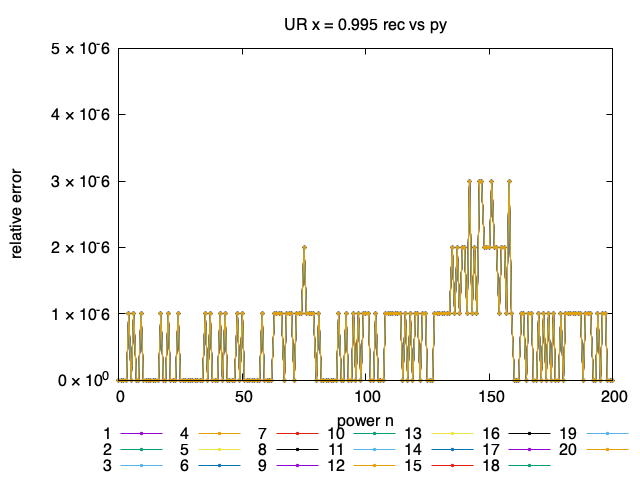 UR x = 0.995 rec vs py
5 × 10^-6
4 × 10^-6
3 × 10^-6
2 × 10^-6
1 × 10^-6
0 × 10^0
relative error
0 50 100 150 200
power n
1 4 7 10 13 16 19
2 5 8 11 14 17 20
3 6 9 12 15 18